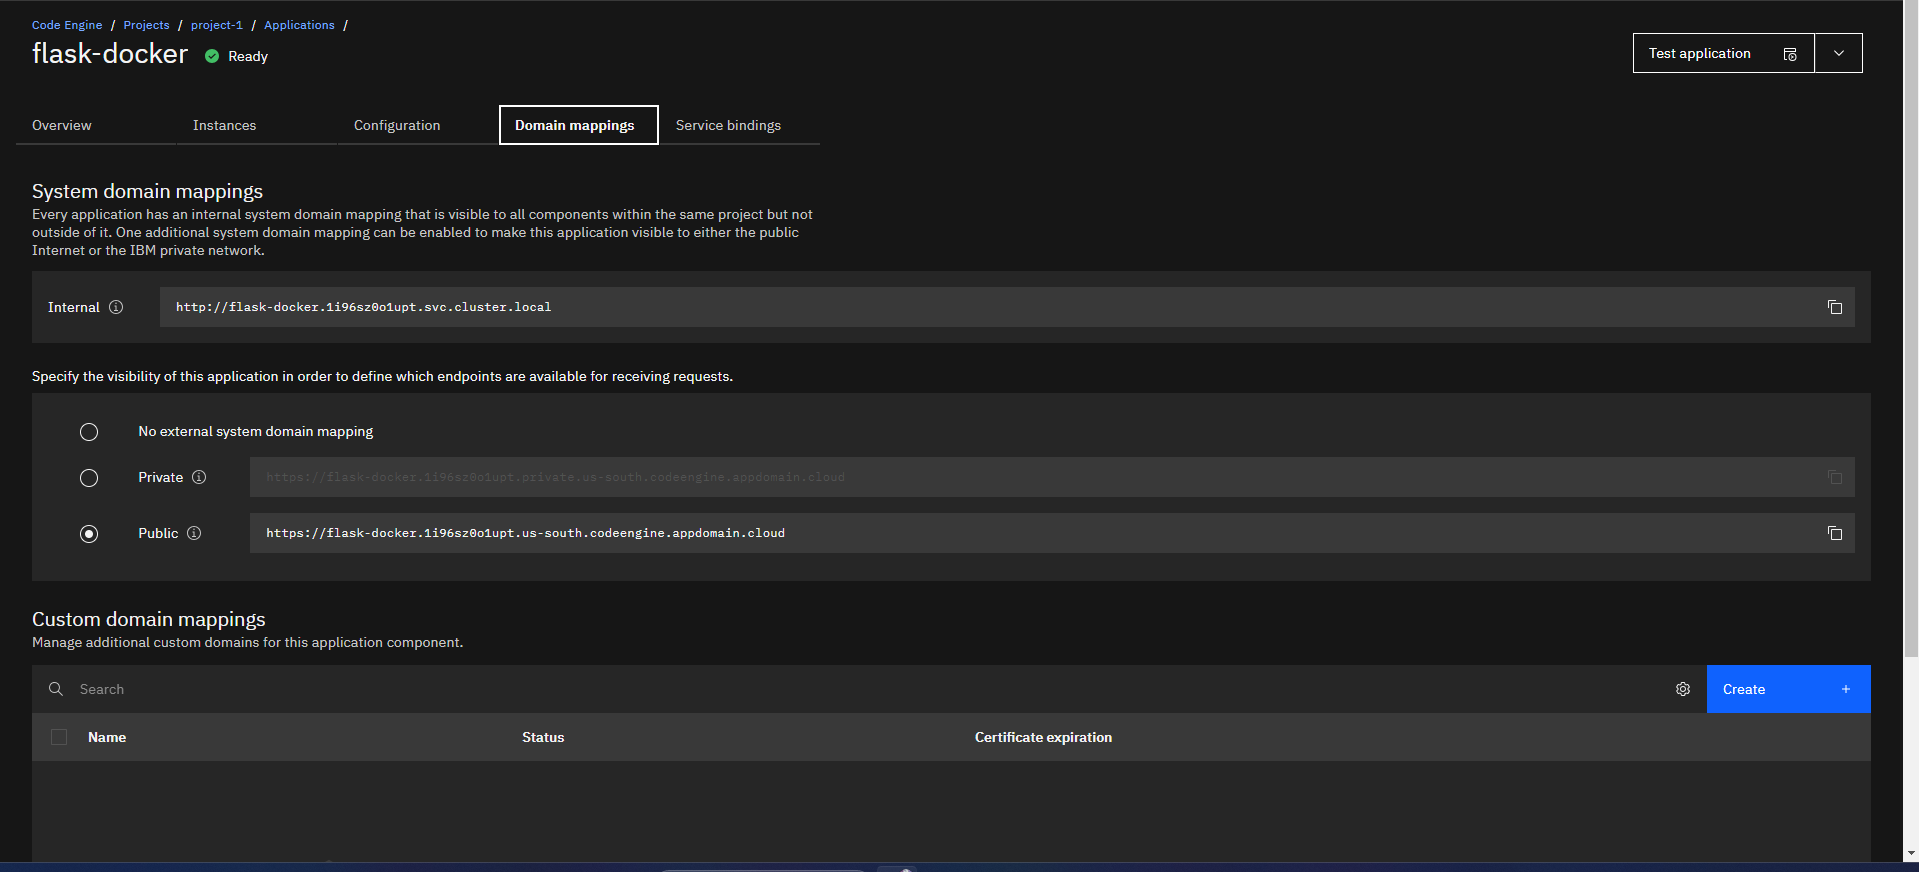 Code Engine / Projects / project-1 / Applications /
flask-docker Ready
Test application
Overview Instances Configuration Domain mappings Service bindings
System domain mappings
Every application has an internal system domain mapping that is visible to all components within the same project but not
outside of it. One additional system domain mapping can be enabled to make this application visible to either the public
Internet or the IBM private network.
Internal http://flask-docker.1i96sz0o1upt.svc.cluster.local
Specify the visibility of this application in order to define which endpoints are available for receiving requests.
No external system domain mapping
Private https://flask-docker.1i96sz0o1upt.private.us-south.codeengine.appdomain.cloud
Public https://flask-docker.1i96sz0o1upt.us-south.codeengine.appdomain.cloud
Custom domain mappings
Manage additional custom domains for this application component.
Search Create +
Name Status Certificate expiration